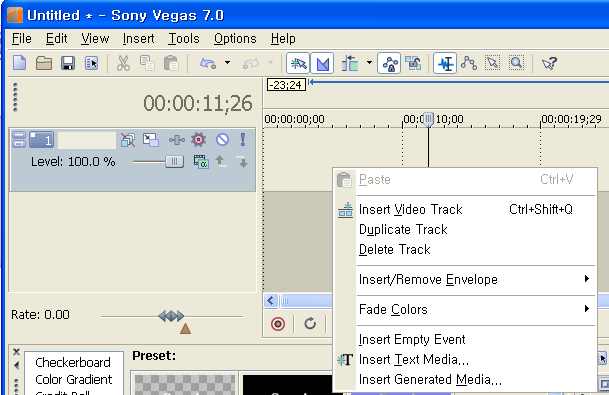 Untitled * - Sony Vegas 7.0
File Edit View Insert Tools Options Help
-23;24
00:00:11;26
00:00:00;00 00:00:10;00 00:00:19;29
1
Level: 100.0 %
Paste Ctrl+V
Insert Video Track Ctrl+Shift+Q
Duplicate Track
Delete Track
Insert/Remove Envelope
Fade Colors
Insert Empty Event
Insert Text Media...
Insert Generated Media...
Rate: 0.00
Checkerboard
Color Gradient
Credit Roll
Preset: